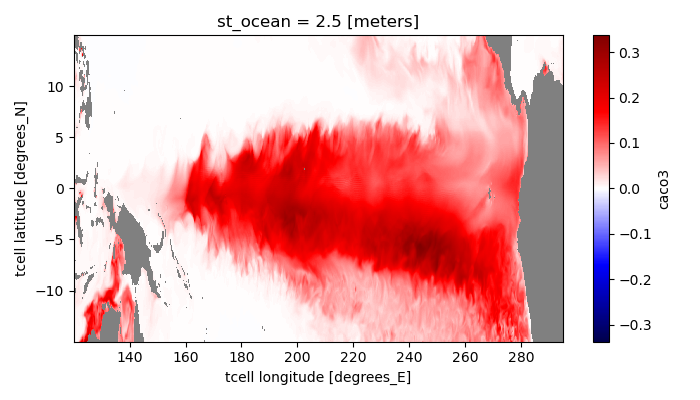 st_ocean = 2.5 [meters]
tcell latitude [degrees_N]
10
5
0
−5
−10
140 160 180 200 220 240 260 280
tcell longitude [degrees_E]
0.3
0.2
0.1
0.0
−0.1
−0.2
−0.3
caco3